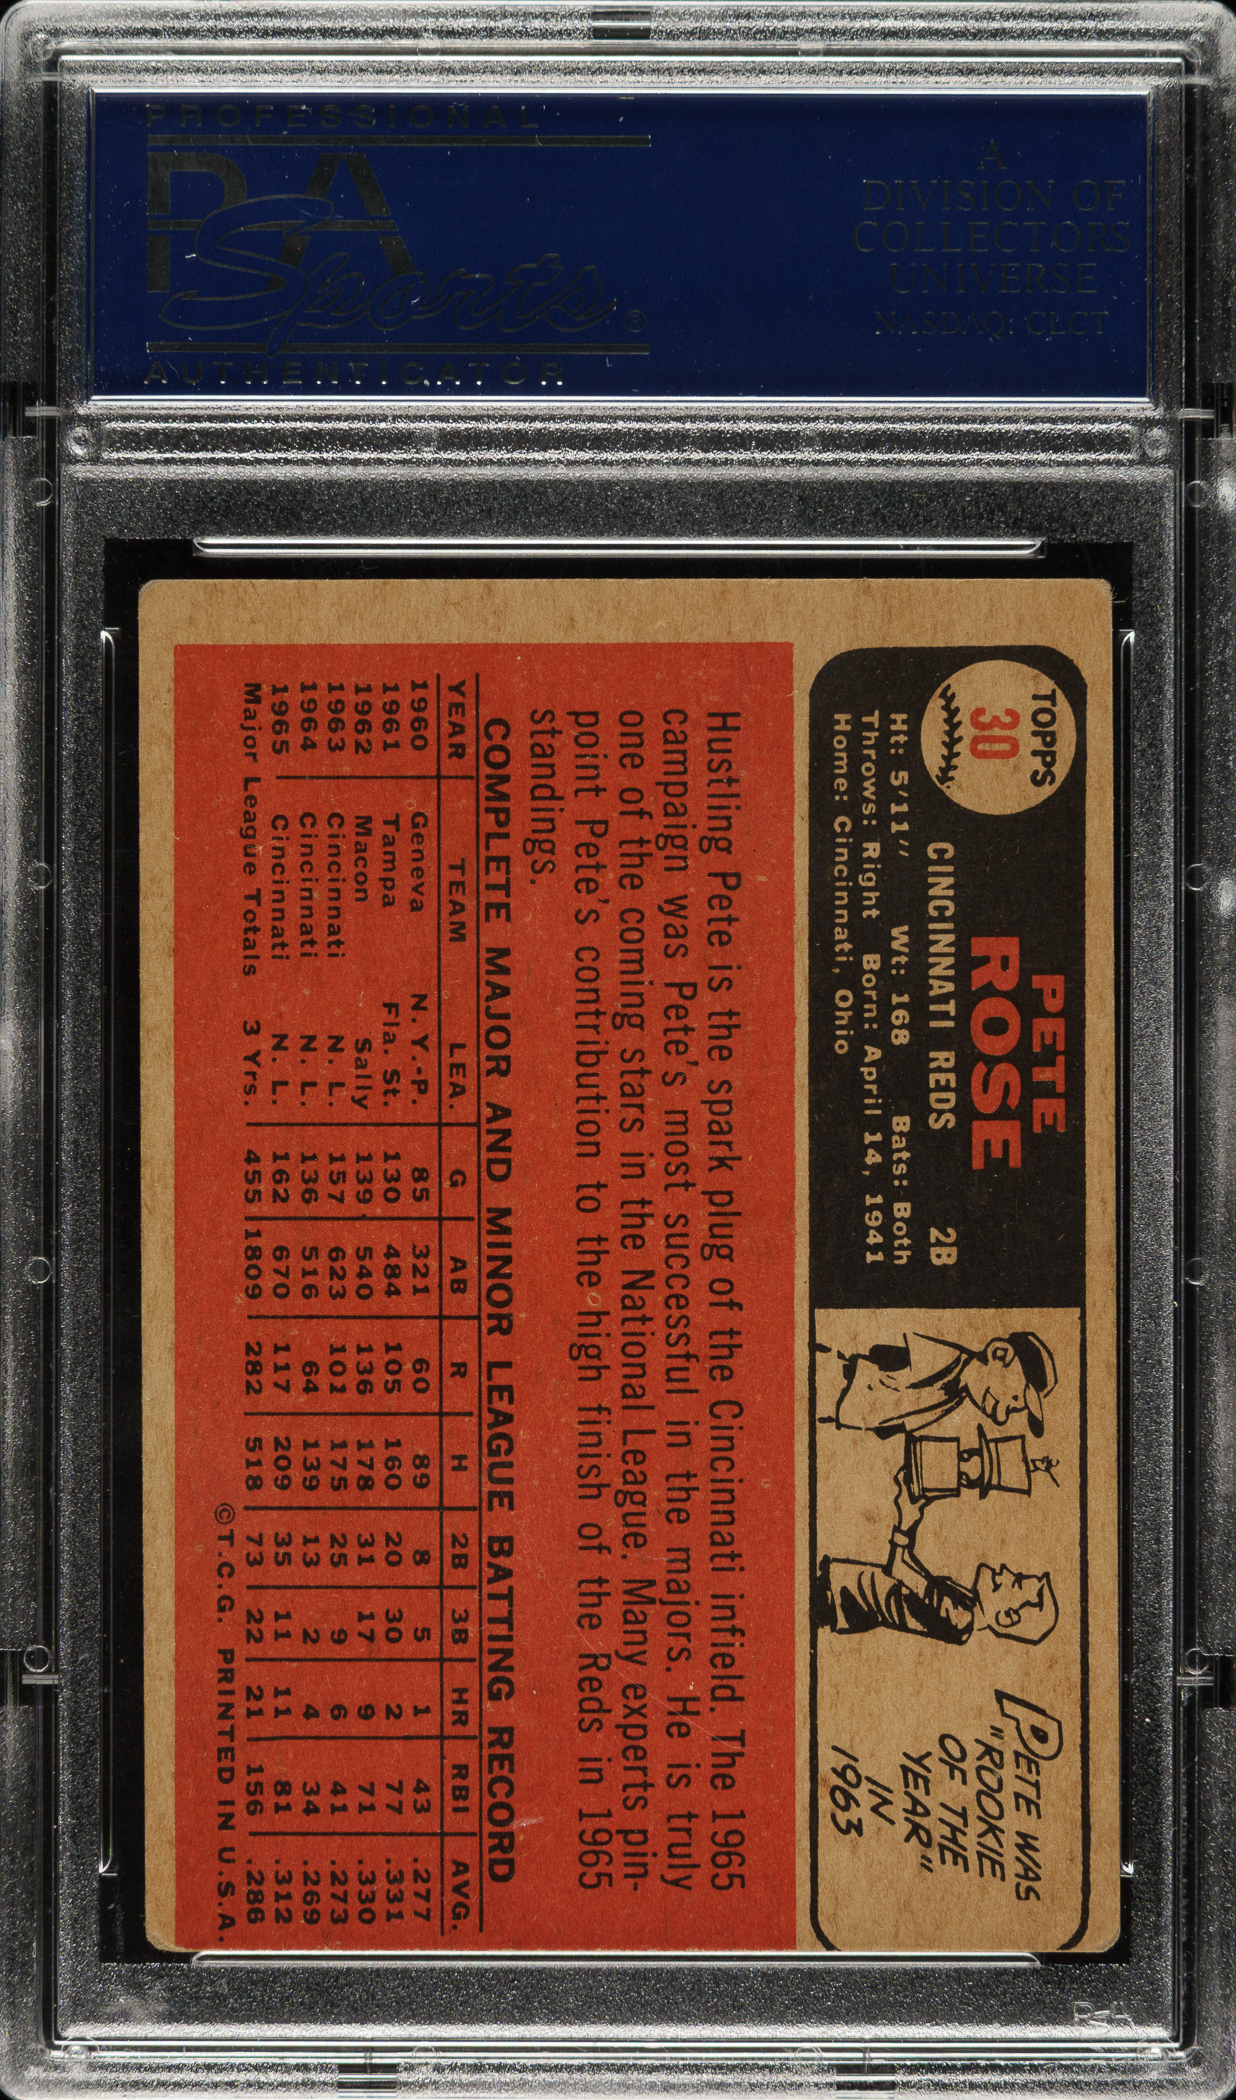 PROFESSIONAL
PSA
Sports ©
AUTHENTICATOR
A
DIVISION OF
COLLECTORS
UNIVERSE
NASDAQ: CLCT
TOPPS
30
PETE
ROSE
CINCINNATI REDS 2B
Ht: 5'11" Wt: 168 Bats: Both
Throws: Right Born: April 14, 1941
Home: Cincinnati, Ohio
PETE WAS
"ROOKIE
OF THE
YEAR"
IN
1963
Hustling Pete is the spark plug of the Cincinnati infield. The 1965
campaign was Pete's most successful in the majors. He is truly
one of the coming stars in the National League. Many experts pin-
point Pete's contribution to the high finish of the Reds in 1965
standings.
COMPLETE MAJOR AND MINOR LEAGUE BATTING RECORD
YEAR TEAM LEA. G AB R H 2B 3B HR RBI AVG.
1960 Geneva N. Y.-P. 85 321 60 89 8 5 1 43 .277
1961 Tampa Fla. St. 130 484 105 160 20 30 2 77 .331
1962 Macon Sally 139 540 136 178 31 17 9 71 .330
1963 Cincinnati N. L. 157 623 101 175 25 9 6 41 .273
1964 Cincinnati N. L. 136 516 64 139 13 2 4 34 .269
1965 Cincinnati N. L. 162 670 117 209 35 11 11 81 .312
Major League Totals 3 Yrs. 455 1809 282 518 73 22 21 156 .286
©T.C.G. PRINTED IN U.S.A.
PSA